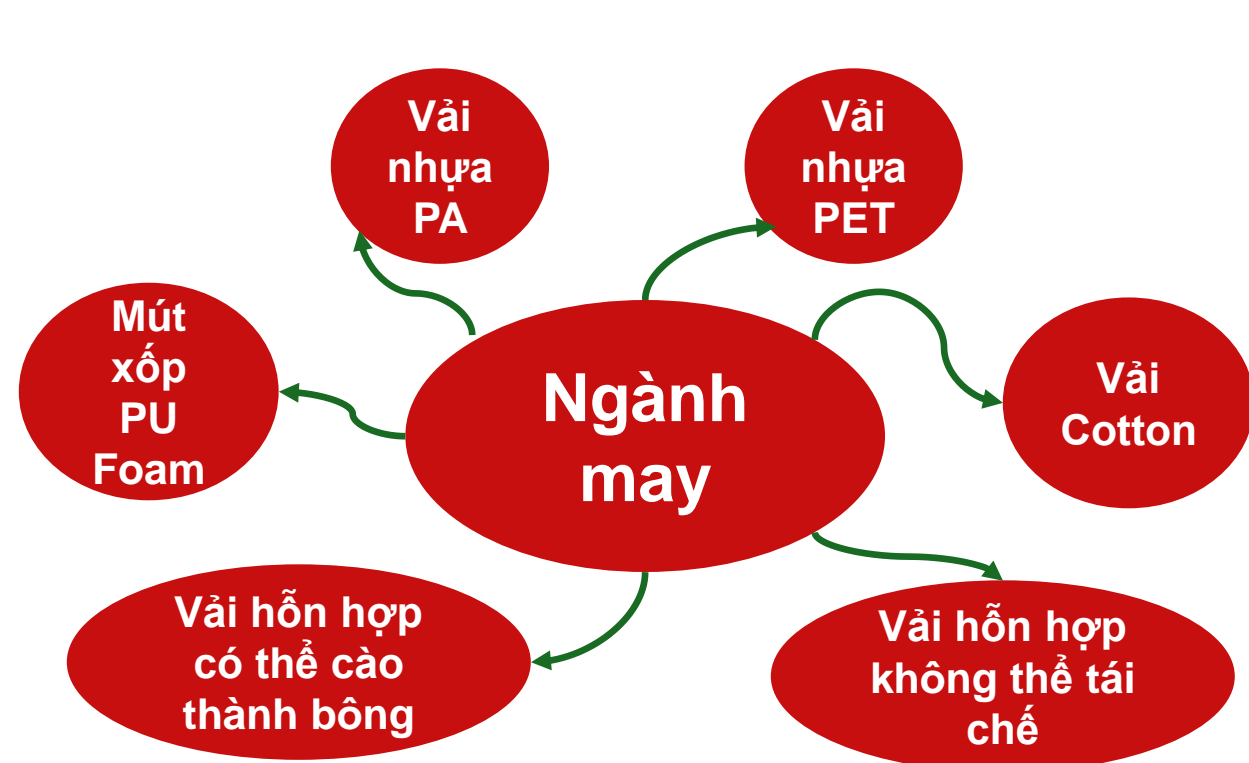 Vải
nhựa
PA
Vải
nhựa
PET
Mút
xốp
PU
Foam
Ngành
may
Vải
Cotton
Vải hỗn hợp
có thể cào
thành bông
Vải hỗn hợp
không thể tái
chế